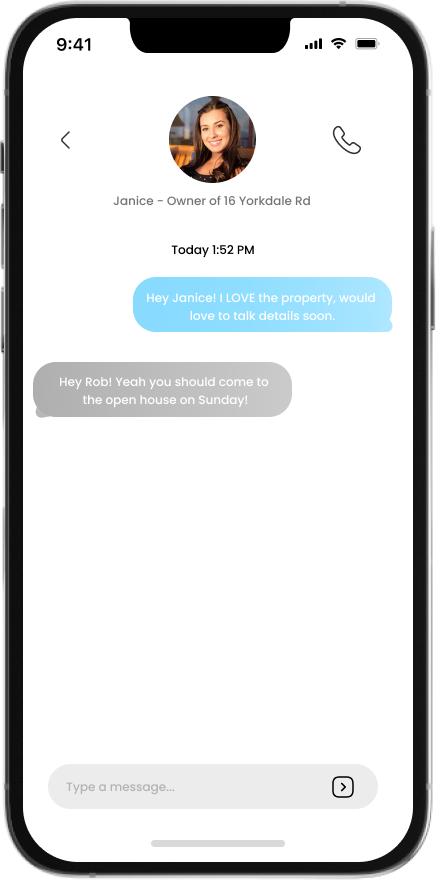 9:41
Janice - Owner of 16 Yorkdale Rd
Today 1:52 PM
Hey Janice! I LOVE the property, would
love to talk details soon.
Hey Rob! Yeah you should come to
the open house on Sunday!
Type a message...